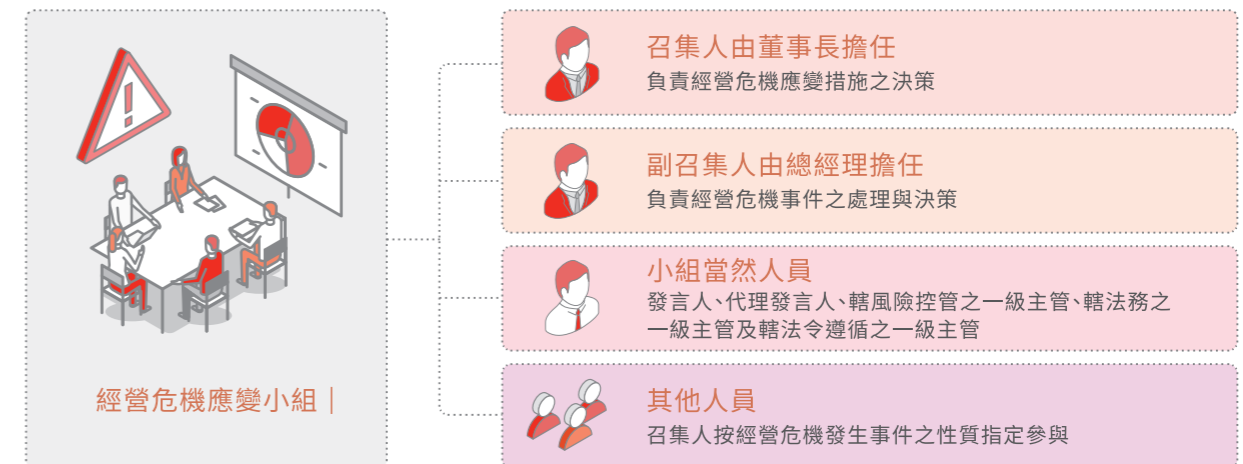 經營危機應變小組｜
召集人由董事長擔任
負責經營危機應變措施之決策
副召集人由總經理擔任
負責經營危機事件之處理與決策
小組當然人員
發言人、代理發言人、轄風險控管之一級主管、轄法務之
一級主管及轄法令遵循之一級主管
其他人員
召集人按經營危機發生事件之性質指定參與